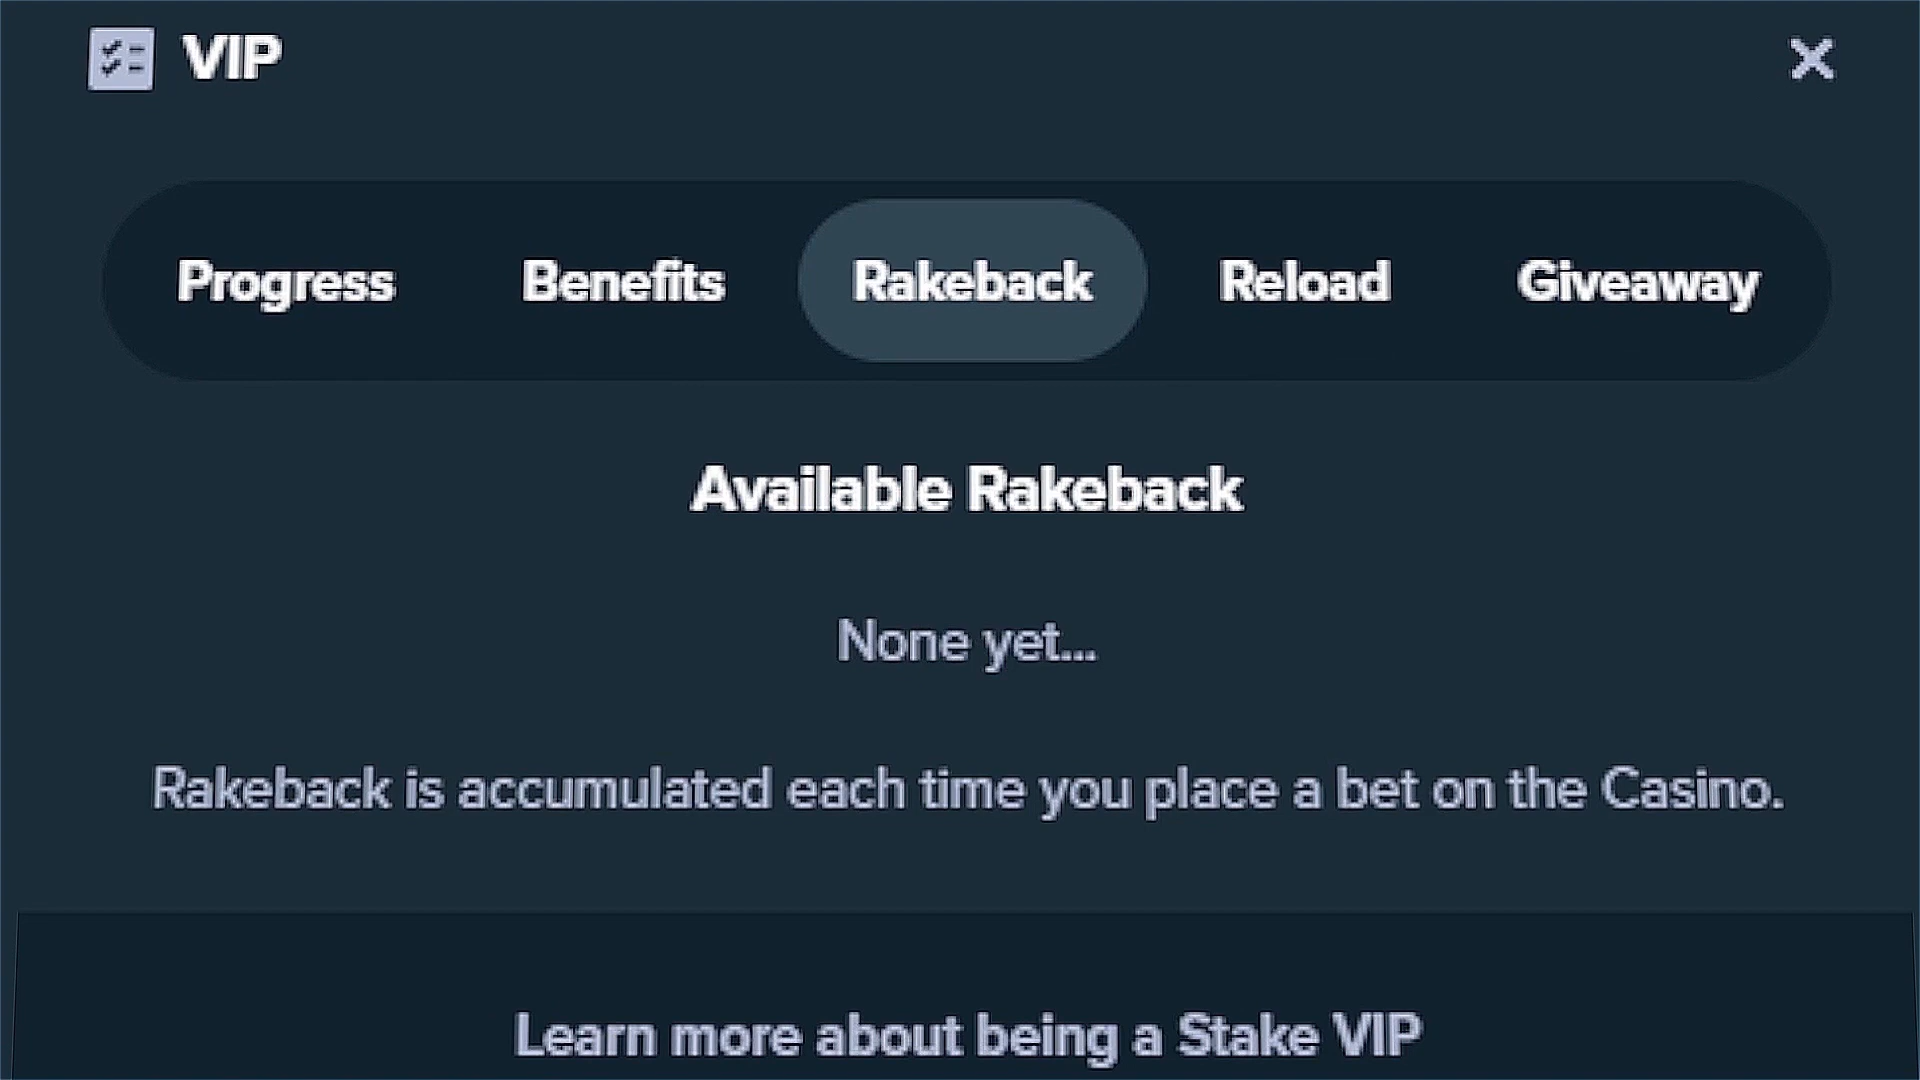 VIP
Progress Benefits Rakeback Reload Giveaway
Available Rakeback
None yet...
Rakeback is accumulated each time you place a bet on the Casino.
Learn more about being a Stake VIP